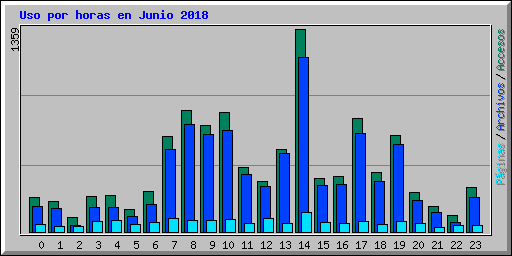 Uso por horas en Junio 2018
1359
Páginas / Archivos / Accesos
0 1 2 3 4 5 6 7 8 9 10 11 12 13 14 15 16 17 18 19 20 21 22 23